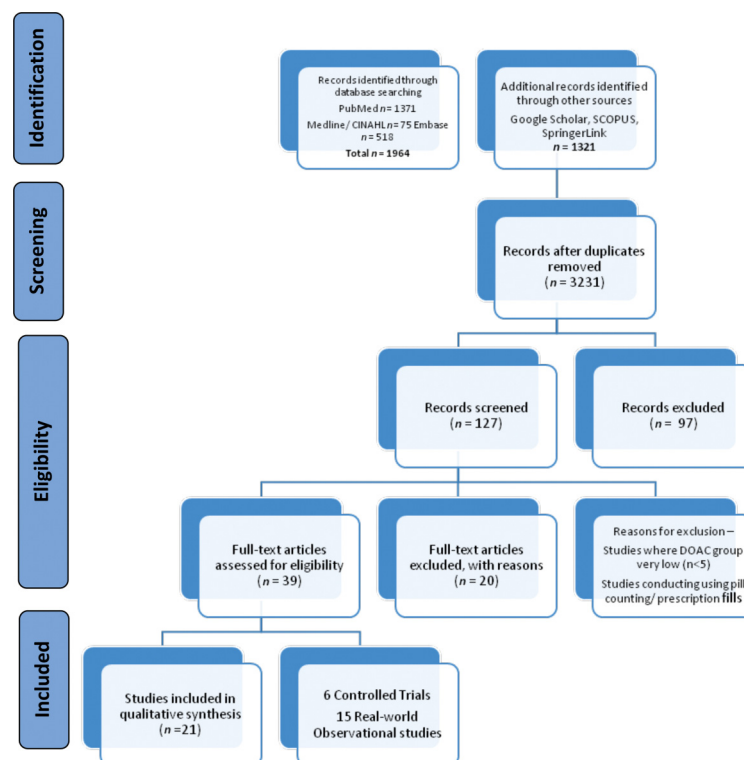 Identification
Records identified through
database searching
PubMed n = 1371
Medline/ CINAHL n = 75 Embase
n = 518
Total n = 1964
Additional records identified
through other sources
Google Scholar, SCOPUS,
SpringerLink
n = 1321
Screening
Records after duplicates
removed
(n = 3231)
Eligibility
Records screened
(n = 127)
Records excluded
(n = 97)
Full-text articles
assessed for eligibility
(n = 39)
Full-text articles
excluded, with reasons
(n = 20)
Reasons for exclusion –
Studies where DOAC group
very low (n<5)
Studies conducting using pill
counting/ prescription fills
Included
Studies included in
qualitative synthesis
(n =21)
6 Controlled Trials
15 Real-world
Observational studies